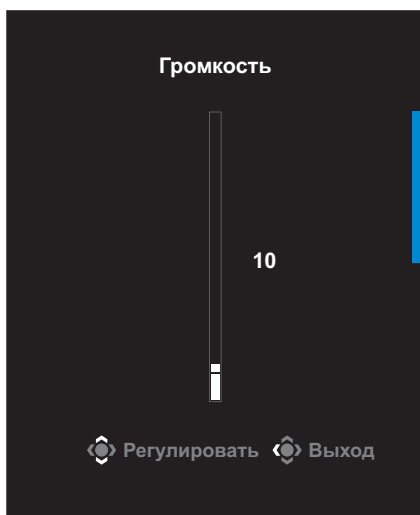 Громкость
10
Регулировать Выход